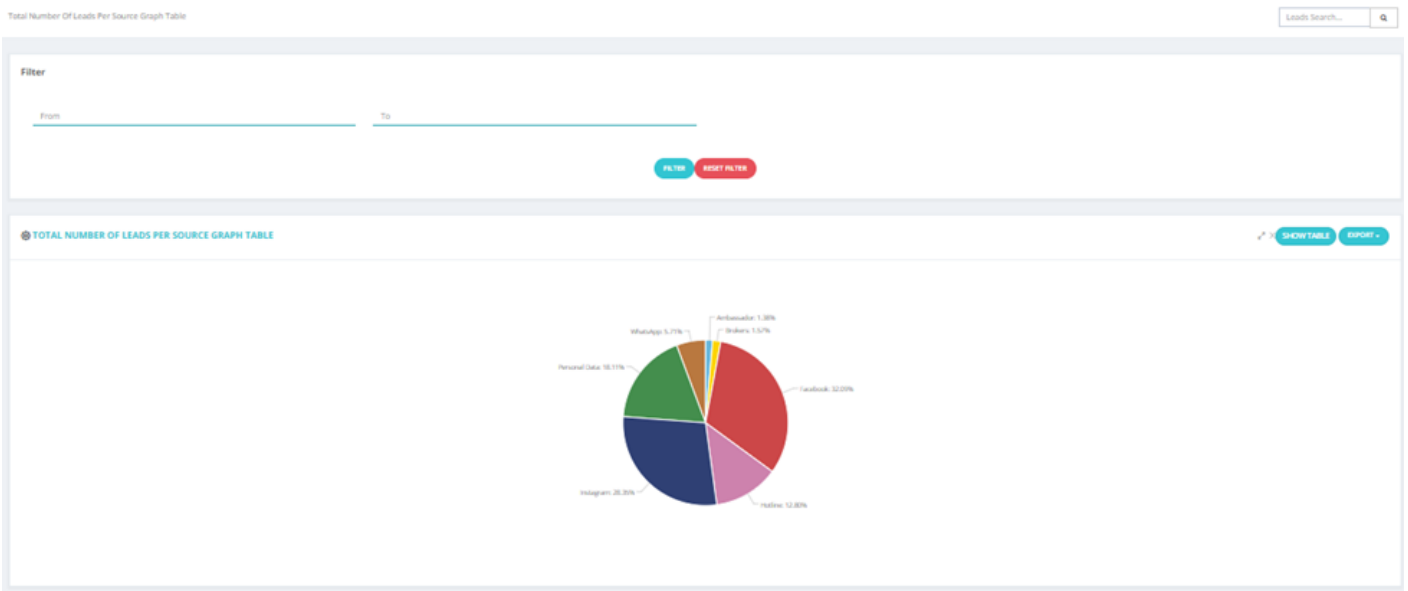 Total Number Of Leads Per Source Graph Table
Leads Search...
Filter
From
To
FILTER
RESET FILTER
TOTAL NUMBER OF LEADS PER SOURCE GRAPH TABLE
SHOW TABLE
EXPORT
Ambassador: 1.38%
WhatsApp: 5.71%
Brokers: 1.57%
Personal Data: 18.11%
Facebook: 32.09%
Instagram: 28.35%
Hotline: 12.80%